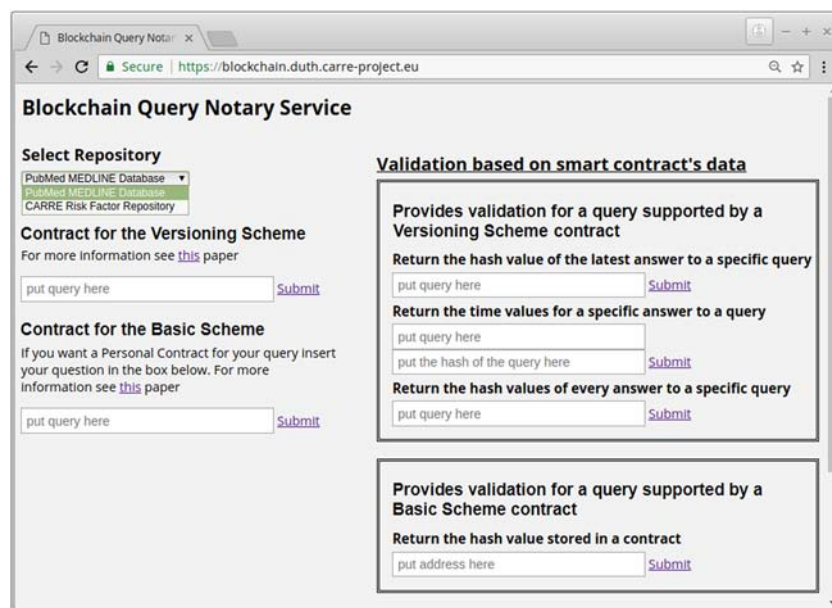 Blockchain Query Notar
Secure | https://blockchain.duth.carre-project.eu
Blockchain Query Notary Service
Select Repository
PubMed MEDLINE Database
PubMed MEDLINE Database
CARRE Risk Factor Repository
Contract for the Versioning Scheme
For more information see this paper
put query here Submit
Contract for the Basic Scheme
If you want a Personal Contract for your query insert
your question in the box below. For more
information see this paper
put query here Submit
Validation based on smart contract's data
Provides validation for a query supported by a
Versioning Scheme contract
Return the hash value of the latest answer to a specific query
put query here Submit
Return the time values for a specific answer to a query
put query here
put the hash of the query here Submit
Return the hash values of every answer to a specific query
put query here Submit
Provides validation for a query supported by a
Basic Scheme contract
Return the hash value stored in a contract
put address here Submit